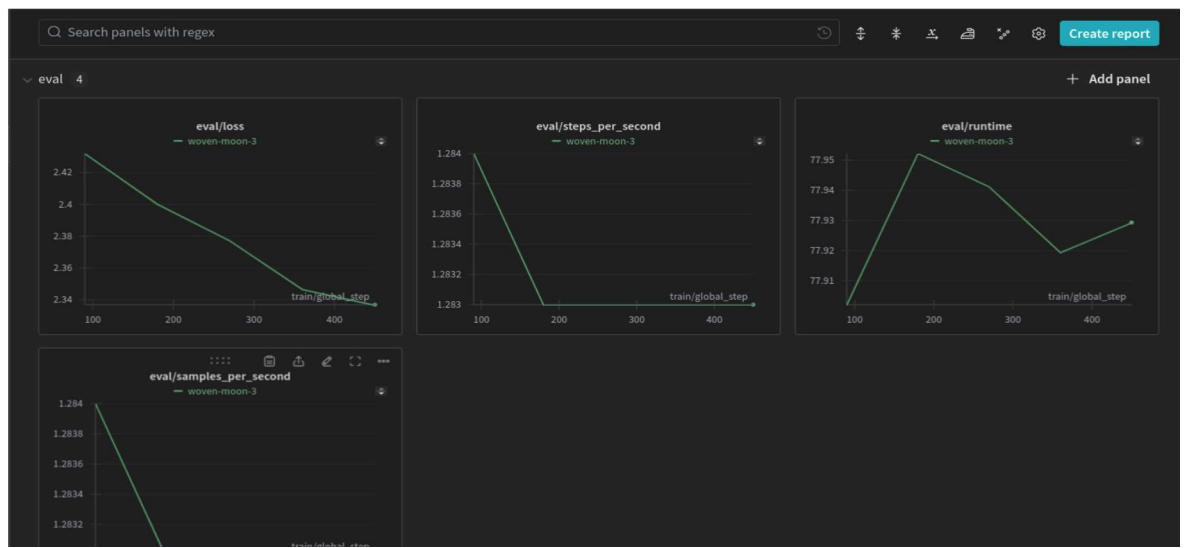 Search panels with regex
Create report
eval 4
Add panel
eval/loss
woven-moon-3
2.42
2.4
2.38
2.36
2.34
train/global_step
100 200 300 400
eval/steps_per_second
woven-moon-3
1.284
1.2838
1.2836
1.2834
1.2832
1.283
train/global_step
100 200 300 400
eval/runtime
woven-moon-3
77.95
77.94
77.93
77.92
77.91
train/global_step
100 200 300 400
eval/samples_per_second
woven-moon-3
1.284
1.2838
1.2836
1.2834
1.2832
train/global_step